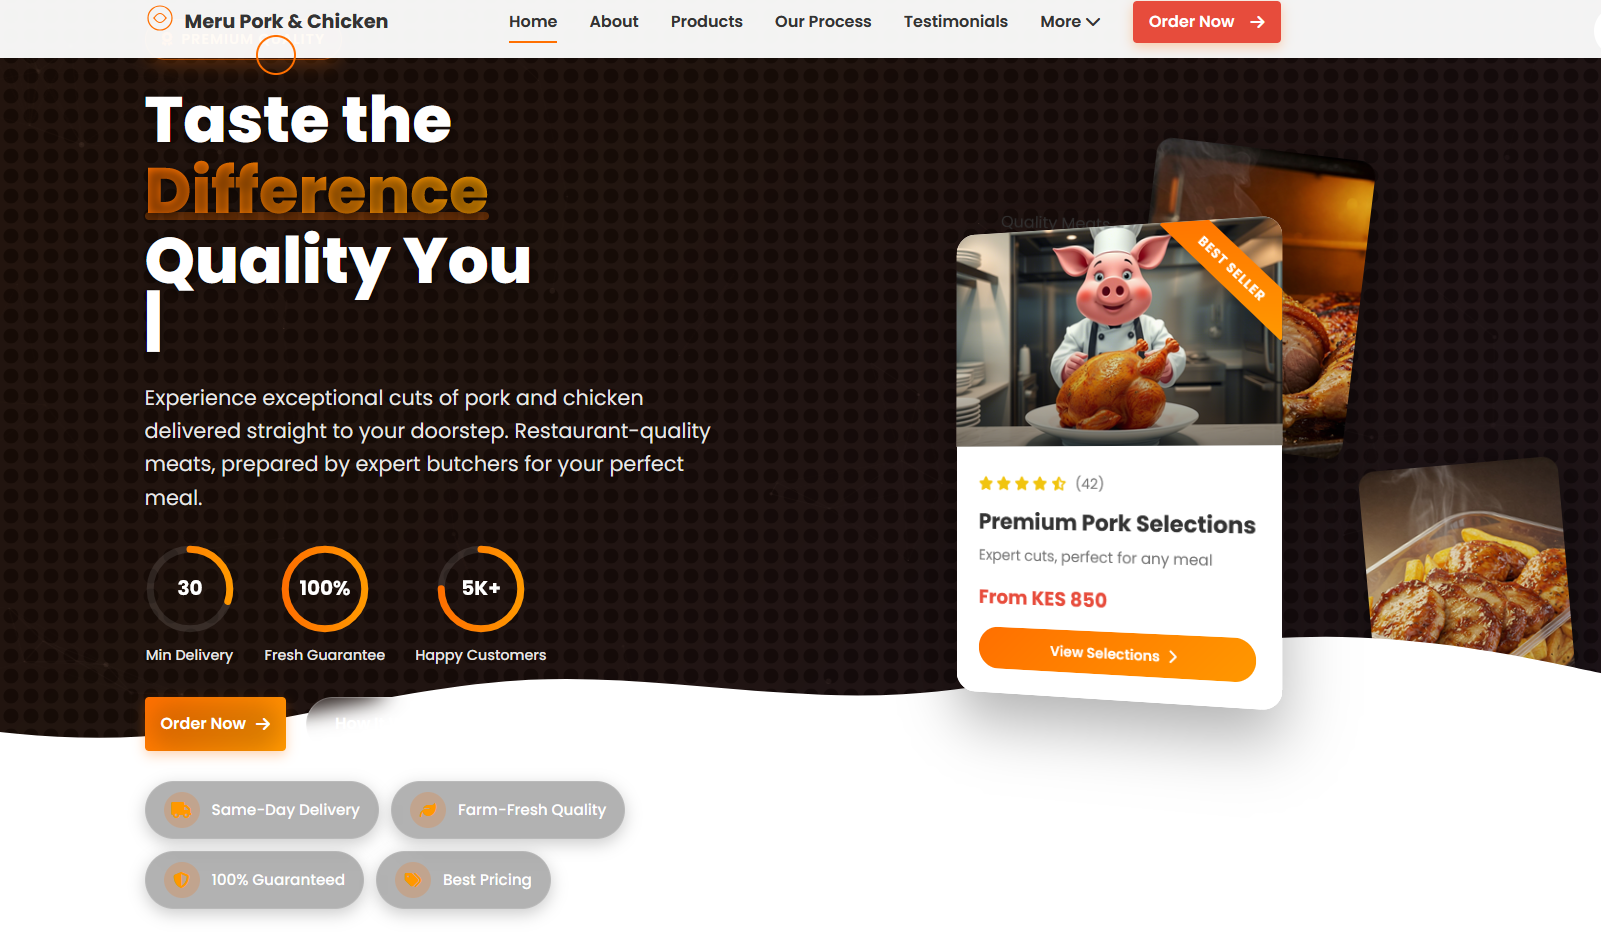 Meru Pork & Chicken
Home
About
Products
Our Process
Testimonials
More
Order Now
PREMIUM QUALITY
Taste the
Difference
Quality You
Experience exceptional cuts of pork and chicken
delivered straight to your doorstep. Restaurant-quality
meats, prepared by expert butchers for your perfect
meal.
30
100%
5K+
Min Delivery
Fresh Guarantee
Happy Customers
Order Now
How
Same-Day Delivery
Farm-Fresh Quality
100% Guaranteed
Best Pricing
Quality Meats
BEST SELLER
(42)
Premium Pork Selections
Expert cuts, perfect for any meal
From KES 850
View Selections